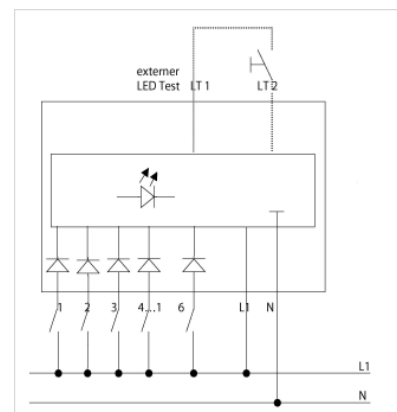 externer
LED Test LT 1 LT 2
1 2 3 4...1 6 L1 N
L1
N